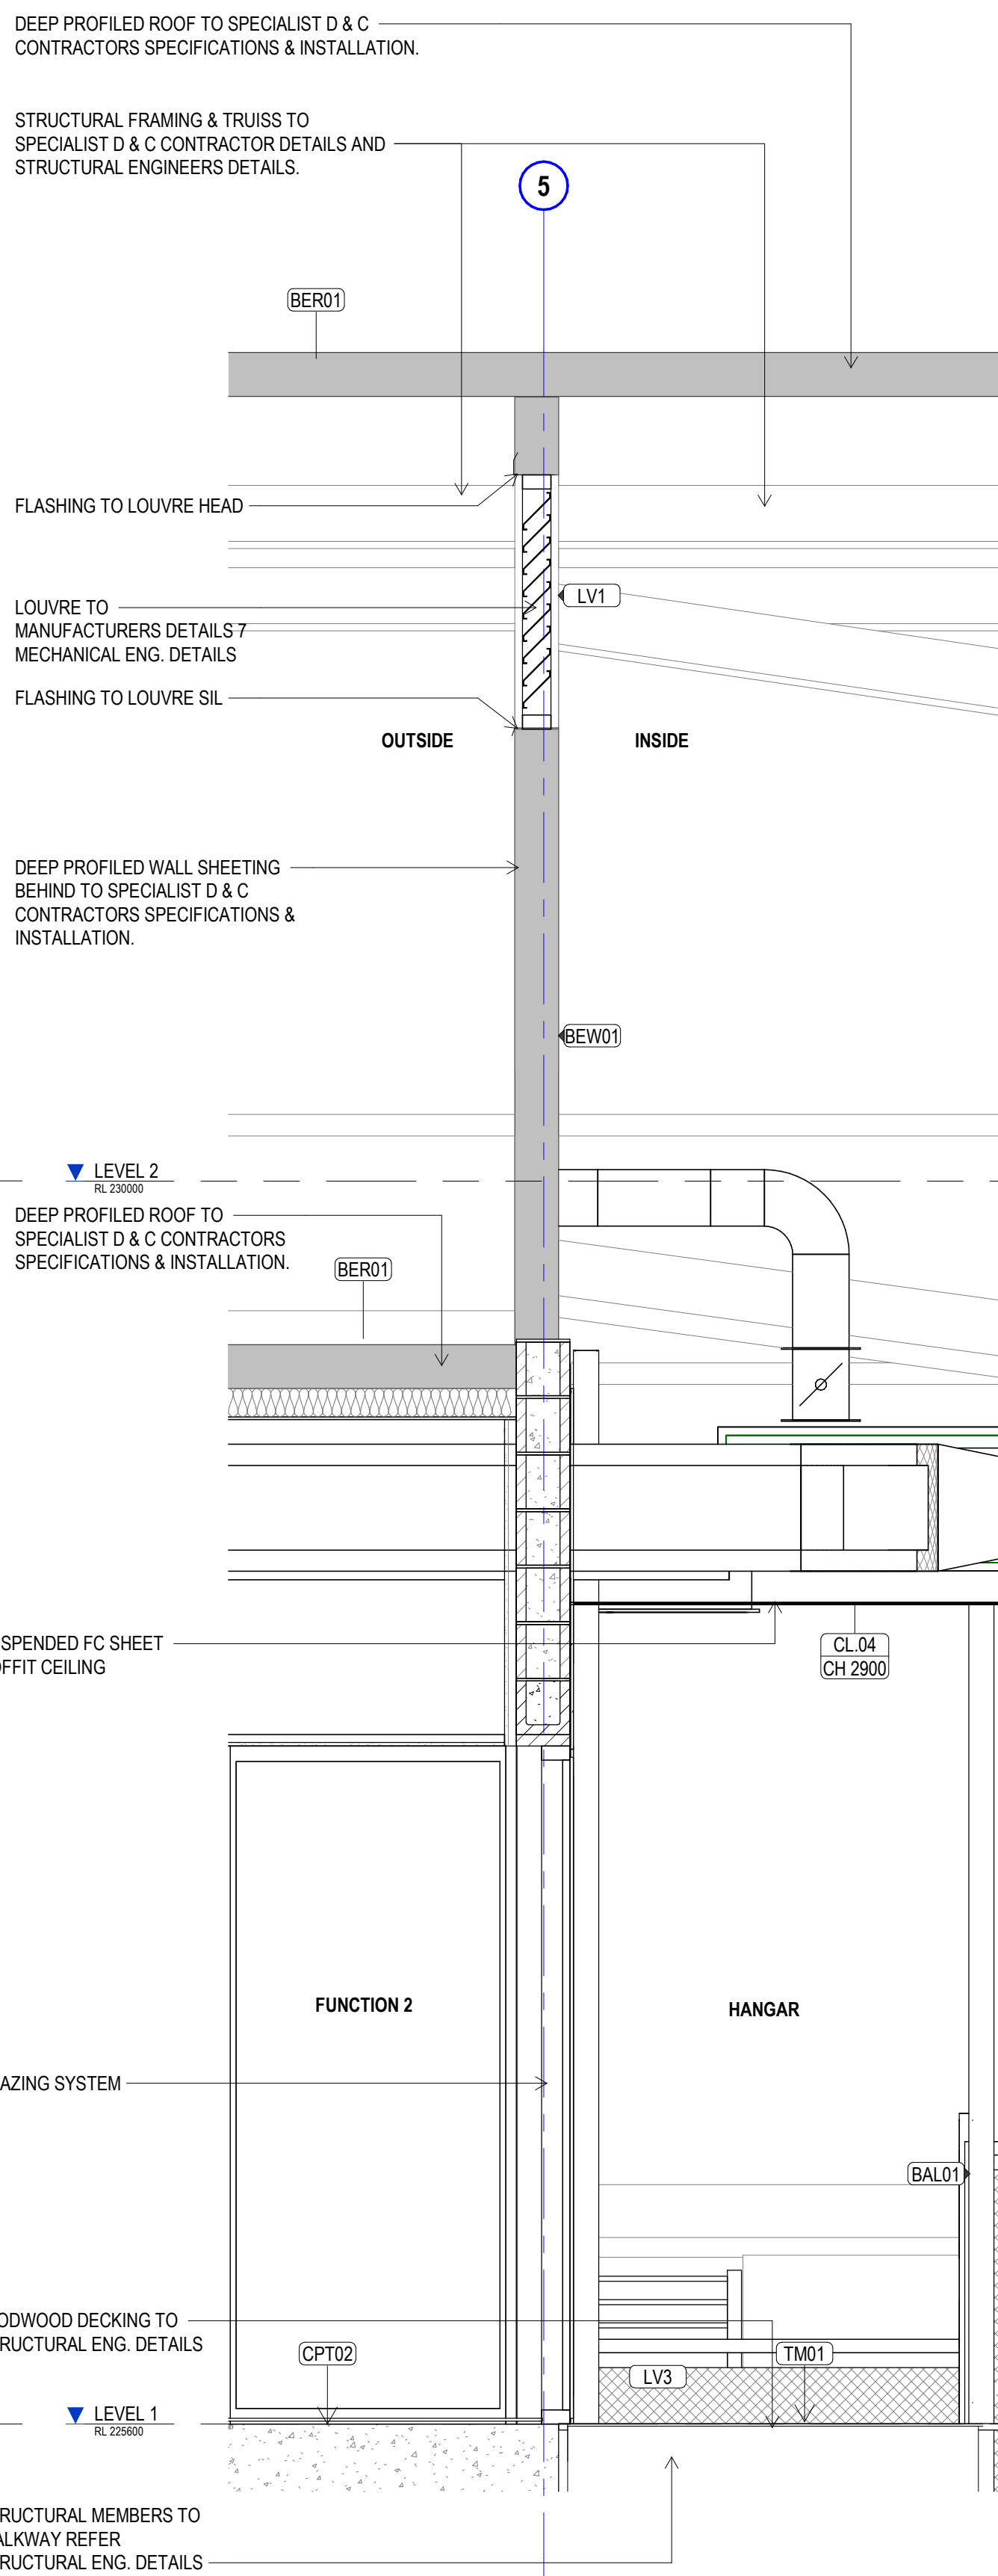 DEEP PROFILED ROOF TO SPECIALIST D & C
CONTRACTORS SPECIFICATIONS & INSTALLATION.
STRUCTURAL FRAMING & TRUISS TO
SPECIALIST D & C CONTRACTOR DETAILS AND
STRUCTURAL ENGINEERS DETAILS.
5
BER01
FLASHING TO LOUVRE HEAD
LV1
LOUVRE TO
MANUFACTURERS DETAILS 7
MECHANICAL ENG. DETAILS
FLASHING TO LOUVRE SIL
OUTSIDE
INSIDE
DEEP PROFILED WALL SHEETING
BEHIND TO SPECIALIST D & C
CONTRACTORS SPECIFICATIONS &
INSTALLATION.
BEW01
LEVEL 2
RL 230000
DEEP PROFILED ROOF TO
SPECIALIST D & C CONTRACTORS
SPECIFICATIONS & INSTALLATION.
BER01
SPENDED FC SHEET
OFFIT CEILING
CL.04
CH 2900
FUNCTION 2
HANGAR
AZING SYSTEM
BAL01
ODWOOD DECKING TO
RUCTURAL ENG. DETAILS
CPT02
LV3
TM01
LEVEL 1
RL 225600
RUCTURAL MEMBERS TO
ALKWAY REFER
RUCTURAL ENG. DETAILS